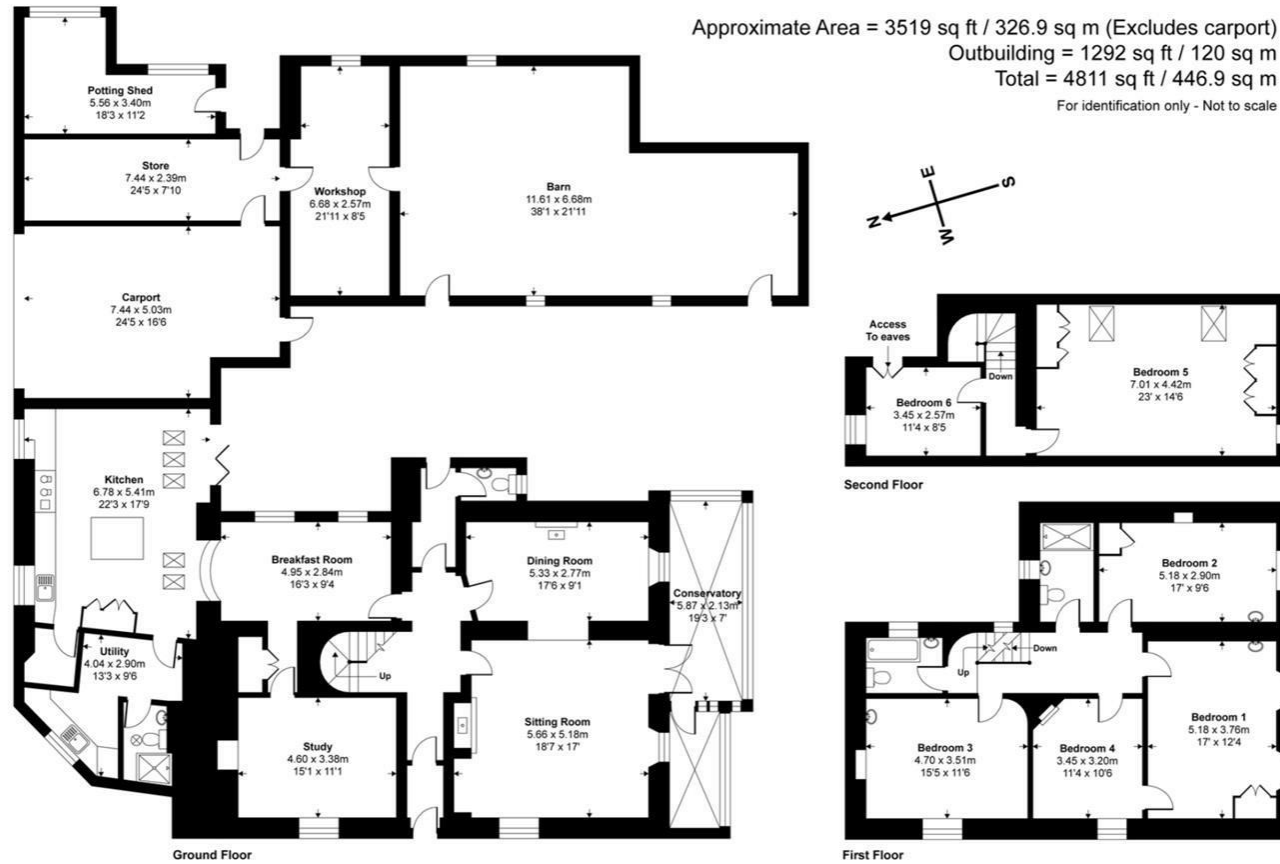 Approximate Area = 3519 sq ft / 326.9 sq m (Excludes carport)
Outbuilding = 1292 sq ft / 120 sq m
Total = 4811 sq ft / 446.9 sq m
For identification only - Not to scale
Potting Shed
5.56 x 3.40m
18'3 x 11'2
Store
7.44 x 2.39m
24'5 x 7'10
Workshop
6.68 x 2.57m
21'11 x 8'5
Barn
11.61 x 6.68m
38'1 x 21'11
E
S
N
W
Carport
7.44 x 5.03m
24'5 x 16'6
Access
To eaves
Down
Bedroom 5
7.01 x 4.42m
23' x 14'6
Bedroom 6
3.45 x 2.57m
11'4 x 8'5
Second Floor
Kitchen
6.78 x 5.41m
22'3 x 17'9
Breakfast Room
4.95 x 2.84m
16'3 x 9'4
Dining Room
5.33 x 2.77m
17'6 x 9'1
Conservatory
5.87 x 2.13m
19'3 x 7'
Utility
4.04 x 2.90m
13'3 x 9'6
Up
Study
4.60 x 3.38m
15'1 x 11'1
Sitting Room
5.66 x 5.18m
18'7 x 17'
Ground Floor
Bedroom 2
5.18 x 2.90m
17' x 9'6
Up
Down
Bedroom 1
5.18 x 3.76m
17' x 12'4
Bedroom 3
4.70 x 3.51m
15'5 x 11'6
Bedroom 4
3.45 x 3.20m
11'4 x 10'6
First Floor